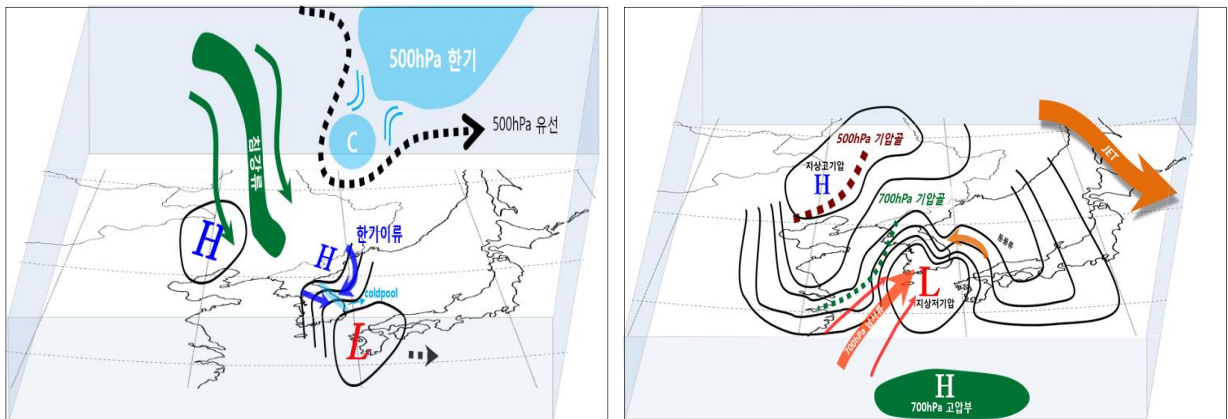 500hPa 한기
500hPa 유선
C
침강류
H
한기이류
H
coldpool
L
JET
500hPa 기압골
지상고기압
H
700hPa 기압골
동풍류
L
지상저기압
700hPa
H
700hPa 고압부